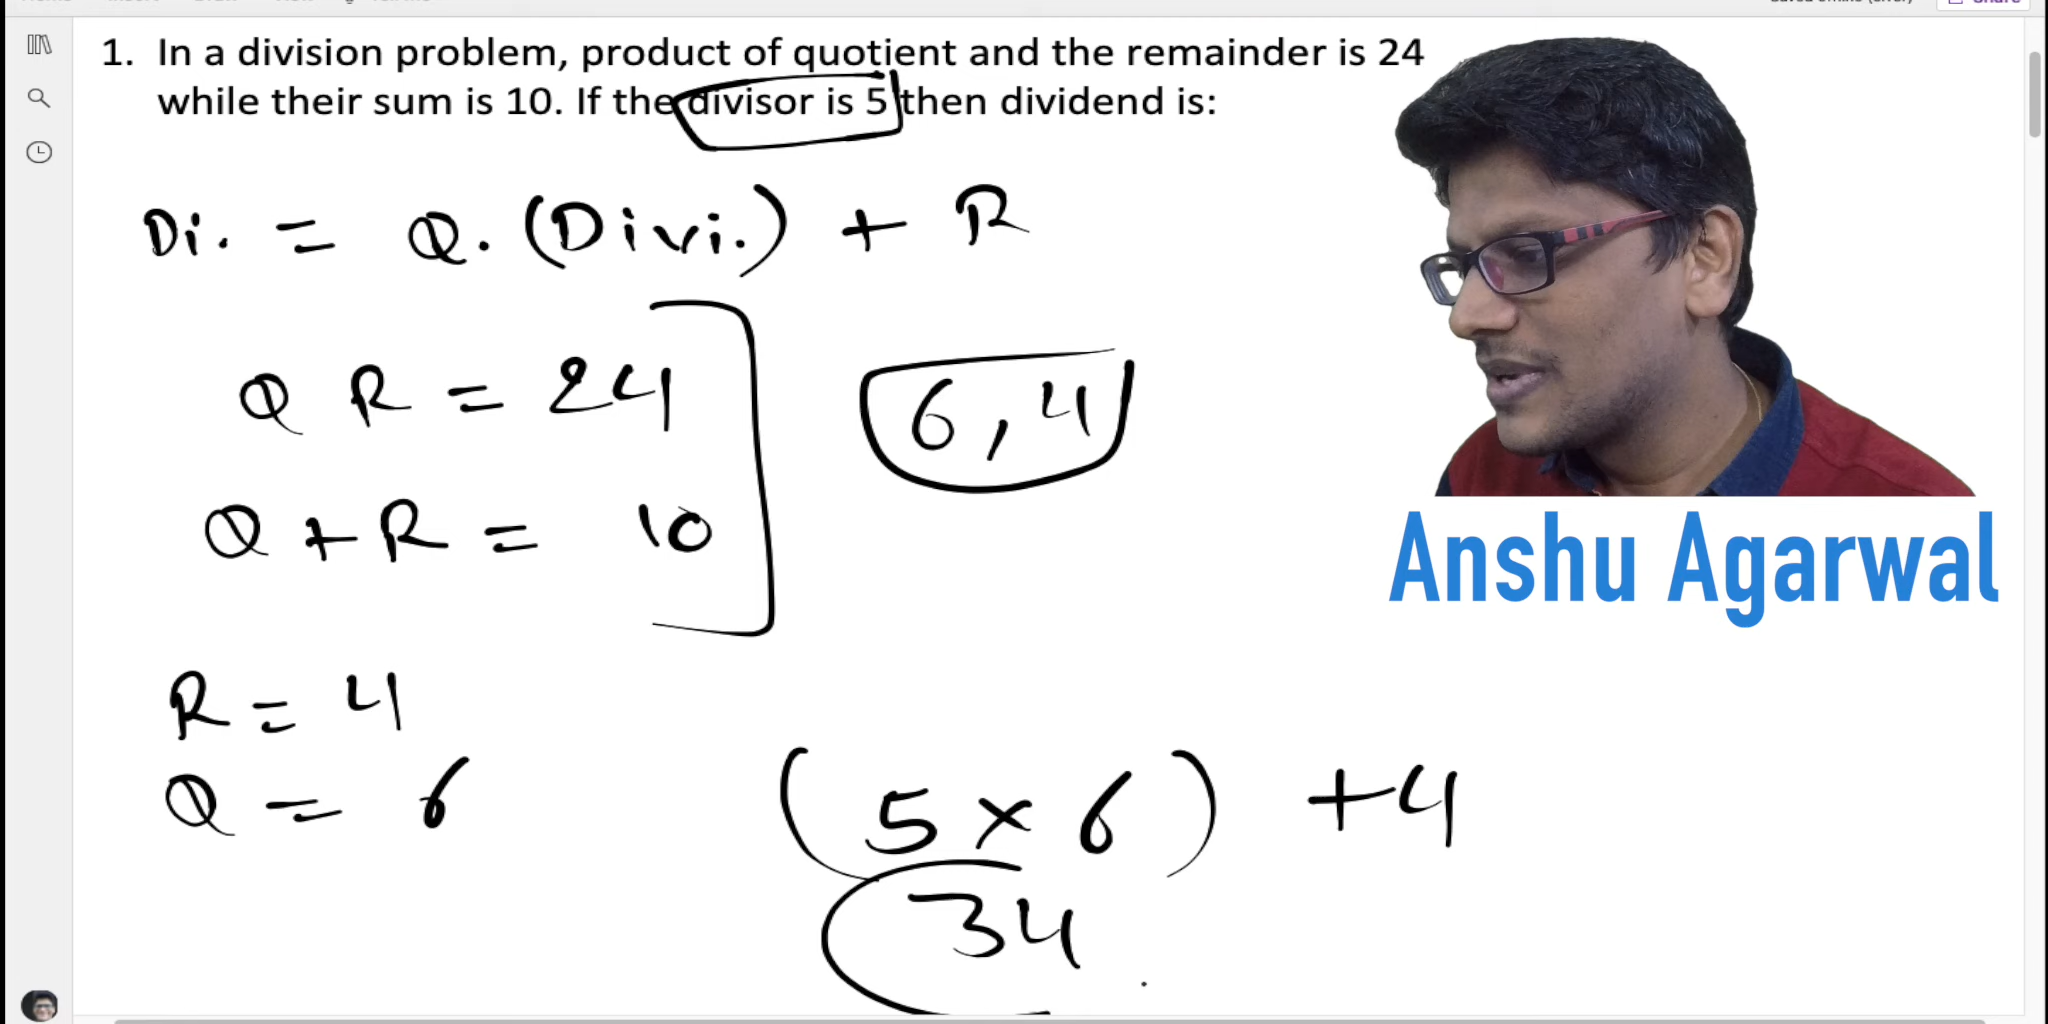 1. In a division problem, product of quotient and the remainder is 24
while their sum is 10. If the divisor is 5 then dividend is:
Di. = Q. (Divi.) + R
Q R = 24
6, 4
Q + R = 10
Anshu Agarwal
R = 4
Q = 6
(5 × 6) + 4
34